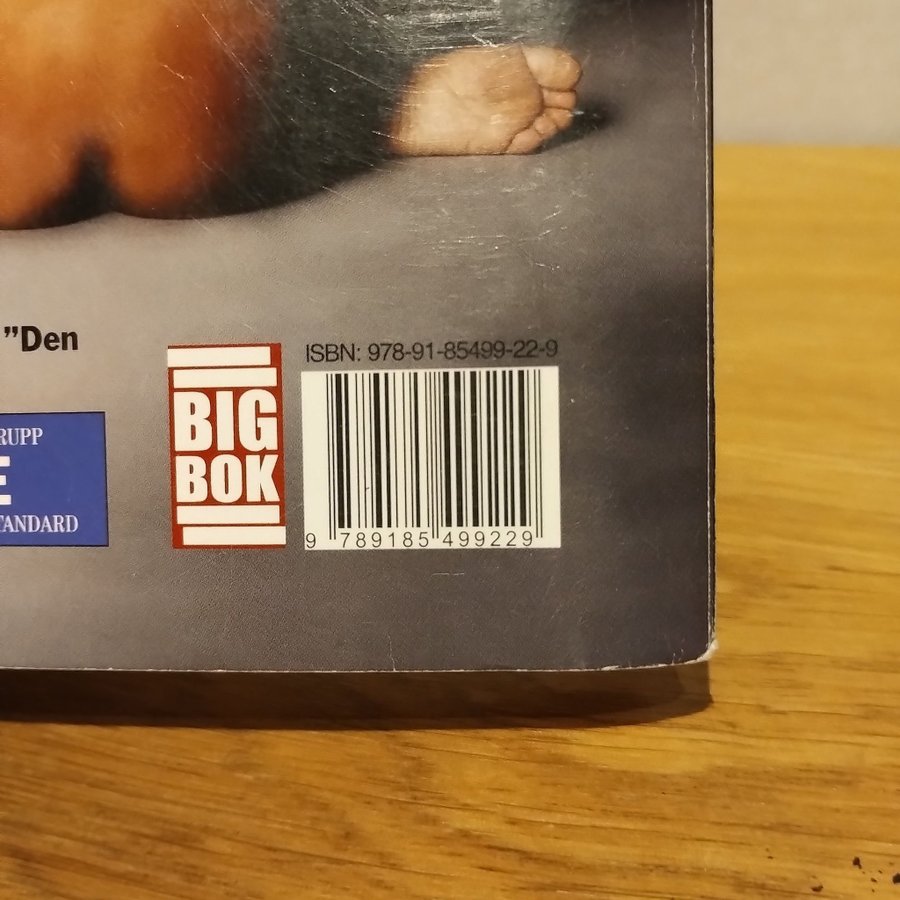 "Den
RUPP
E
TANDARD
BIG
BOK
ISBN: 978-91-85499-22-9
9 789185 499229